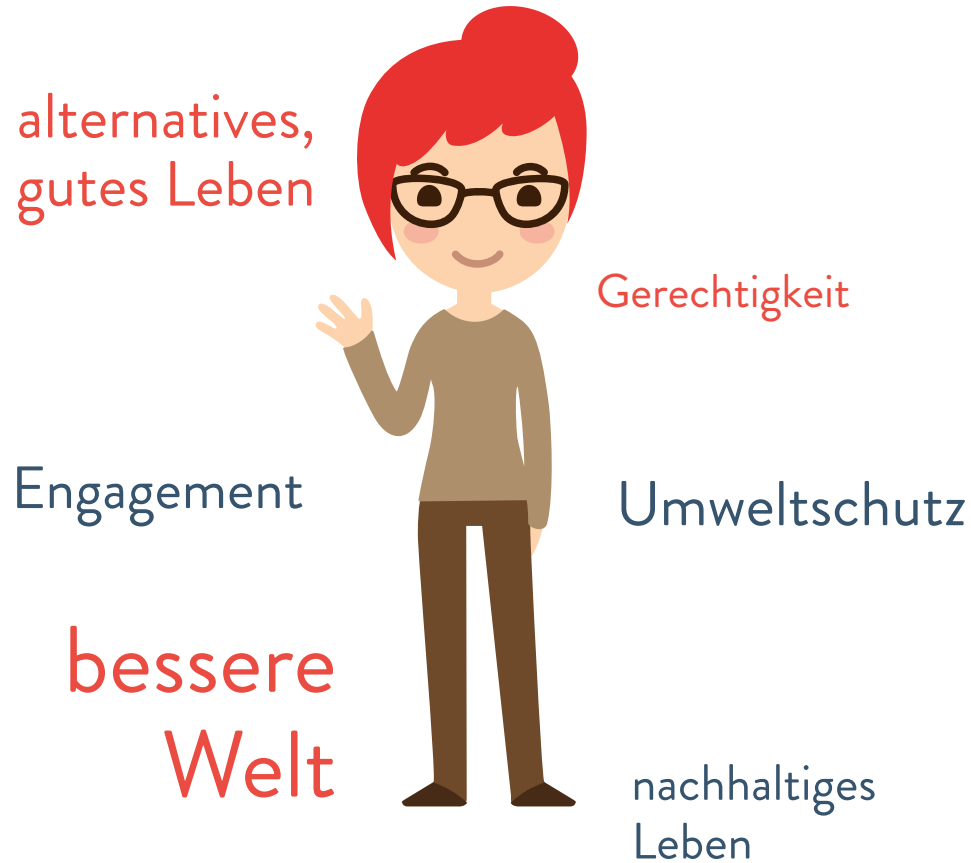 alternatives,
gutes Leben
Gerechtigkeit
Engagement
Umweltschutz
bessere
Welt
nachhaltiges
Leben